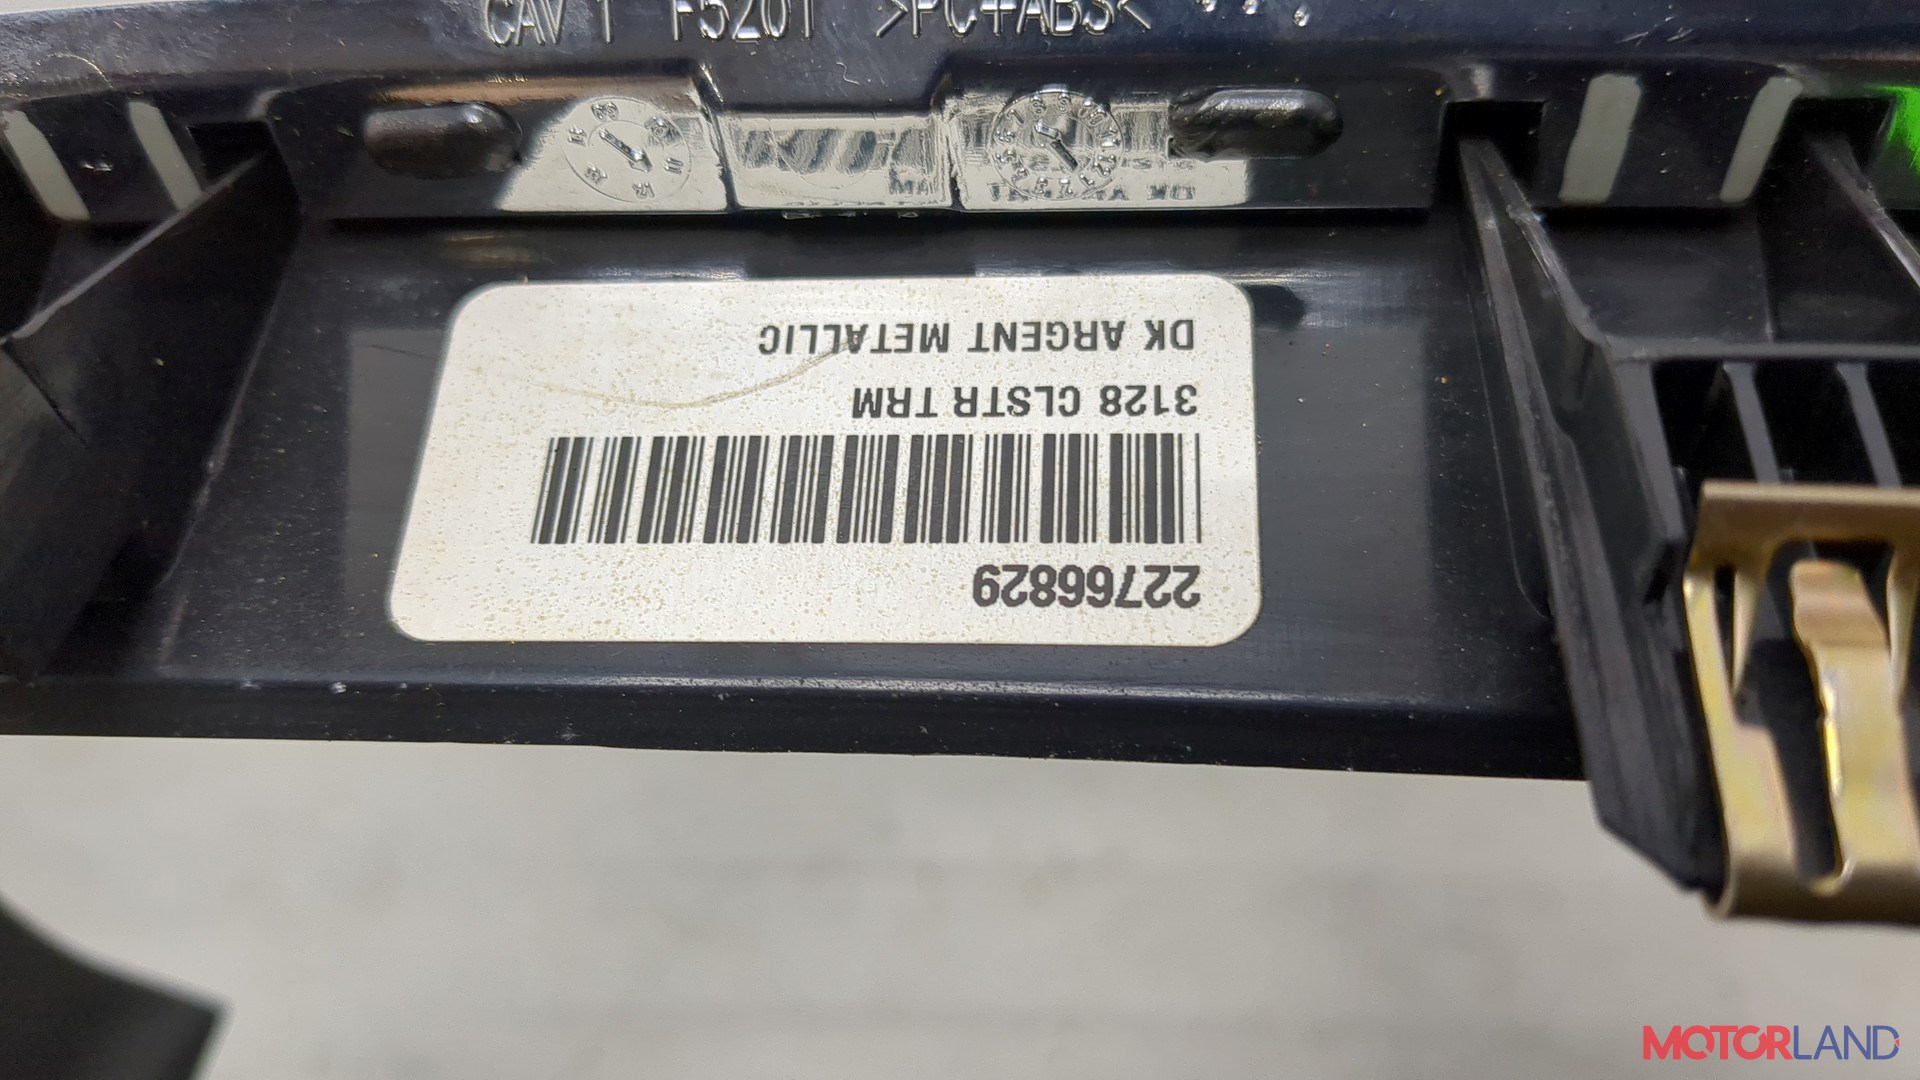 CAV 1 F5201 >PC+ABS<
22766829
3128 CLSTR TRM
DK ARGENT METALLIC
MOTORLAND